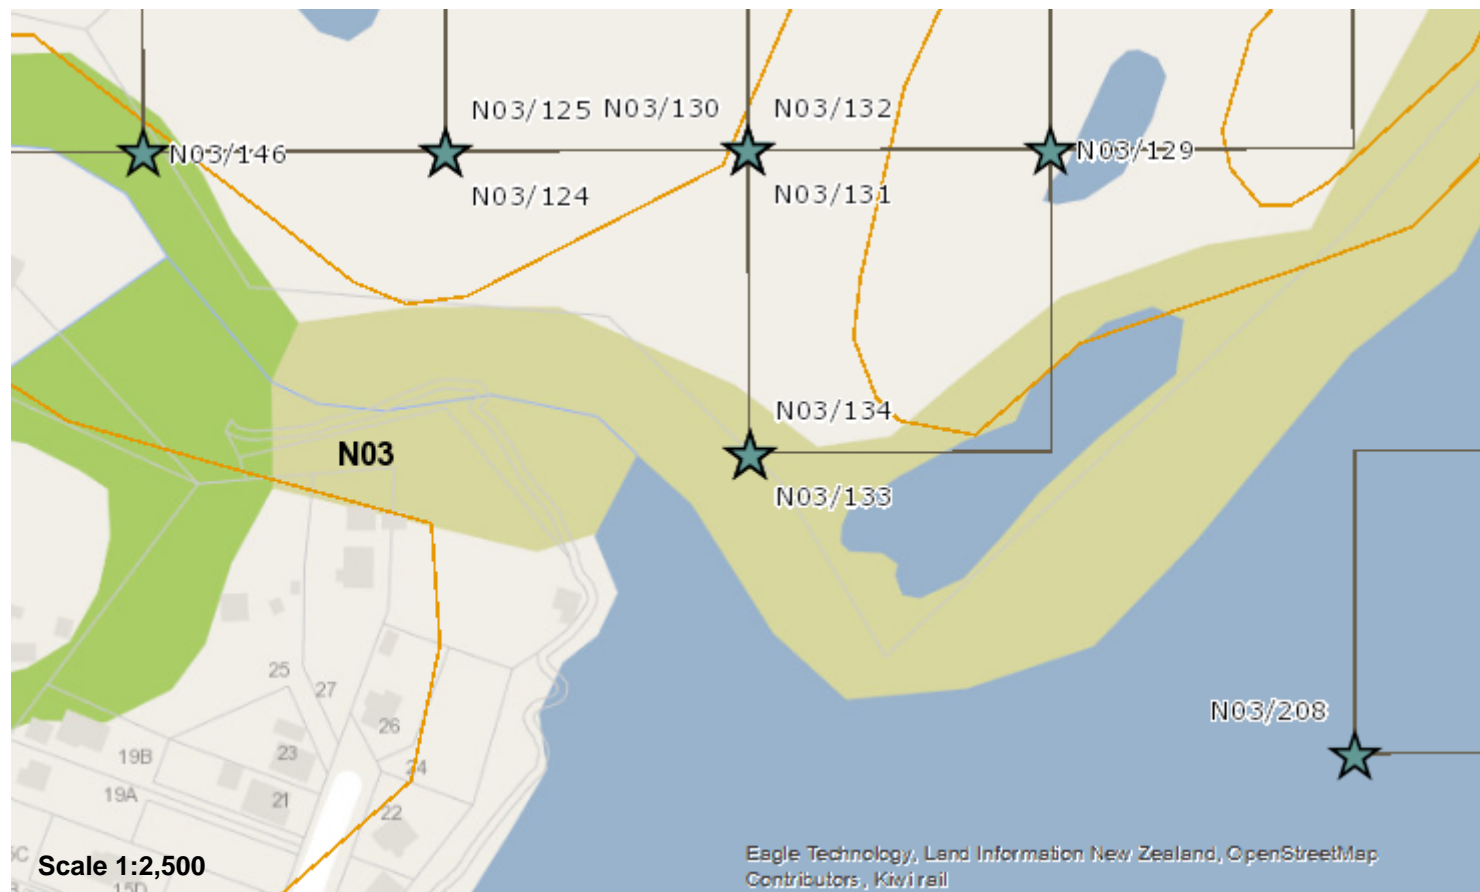 N03/125 N03/130 N03/132
N03/146 N03/129
N03/124 N03/131
N03/134
N03
N03/133
25
27
N03/208
26
23
19B
24
19A
21
22
Eagle Technology, Land Information New Zealand, OpenStreetMap
Contributors, Kiwirail
Scale 1:2,500
15D